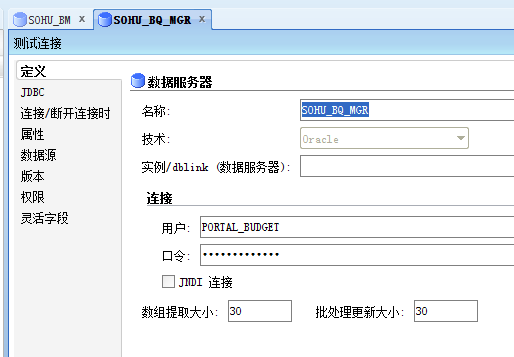 SOHU_BM x SOHU_BQ_MGR x
测试连接
定义
JDBC
连接/断开连接时
属性
数据源
版本
权限
灵活字段
数据服务器
名称: SOHU_BQ_MGR
技术: Oracle
实例/dblink (数据服务器):
连接
用户: PORTAL_BUDGET
口令: •••••••••••••
JNDI 连接
数组提取大小: 30 批处理更新大小: 30